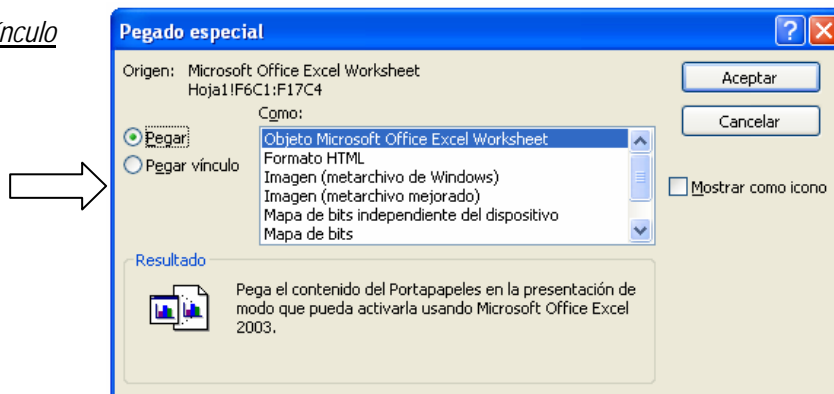 Pegado especial
Origen: Microsoft Office Excel Worksheet
Hoja1!F6C1:F17C4
Como:
Pegar
Pegar vínculo
Objeto Microsoft Office Excel Worksheet
Formato HTML
Imagen (metarchivo de Windows)
Imagen (metarchivo mejorado)
Mapa de bits independiente del dispositivo
Mapa de bits
Aceptar
Cancelar
Mostrar como icono
Resultado
Pega el contenido del Portapapeles en la presentación de
modo que pueda activarla usando Microsoft Office Excel
2003.